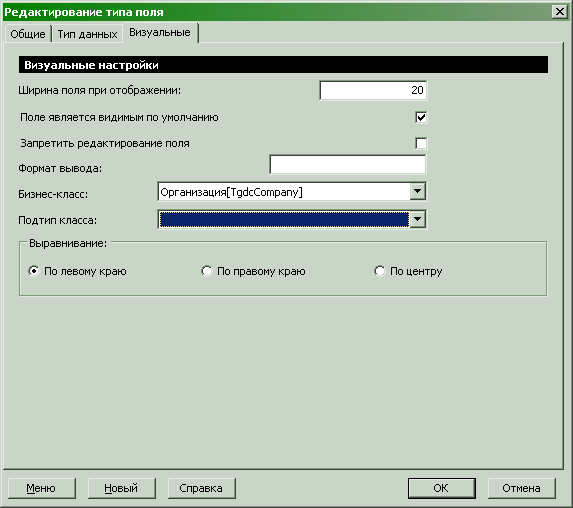 Редактирование типа поля
Общие Тип данных Визуальные
Визуальные настройки
Ширина поля при отображении: 20
Поле является видимым по умолчанию
Запретить редактирование поля
Формат вывода:
Бизнес-класс: Организация[TgdcCompany]
Подтип класса:
Выравнивание:
По левому краю По правому краю По центру
Меню Новый Справка OK Отмена